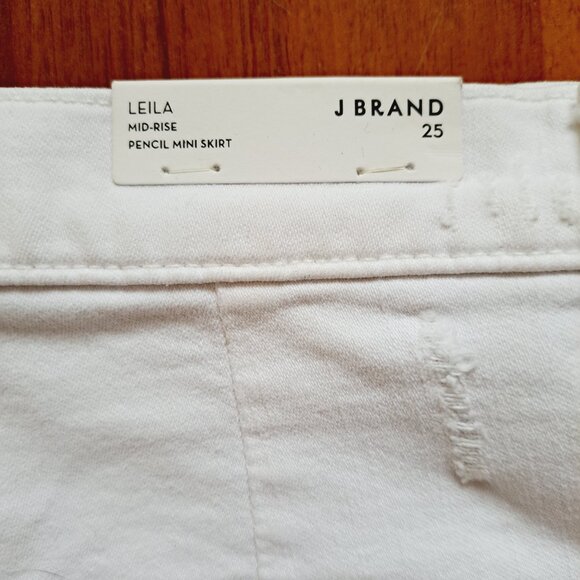 LEILA
MID-RISE
PENCIL MINI SKIRT
J BRAND
25